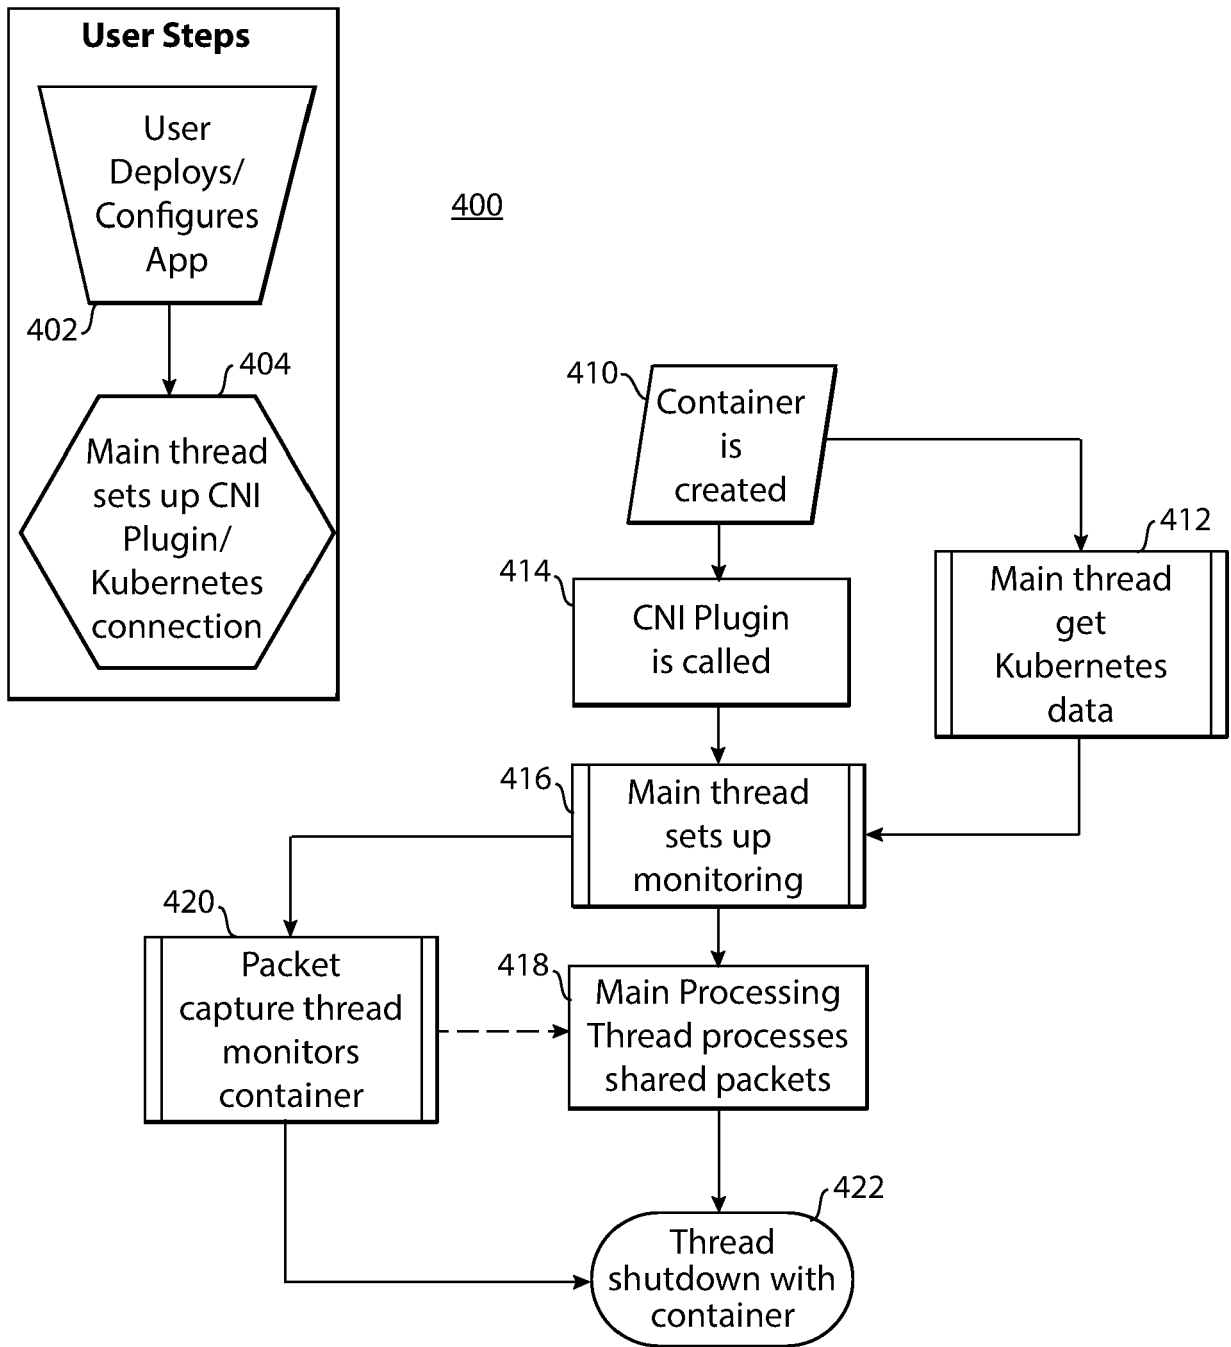 User Steps
User
Deploys/
Configures
App
402
404
Main thread
sets up CNI
Plugin/
Kubernetes
connection
400
410
Container
is
created
412
Main thread
get
Kubernetes
data
414
CNI Plugin
is called
416
Main thread
sets up
monitoring
420
Packet
capture thread
monitors
container
418
Main Processing
Thread processes
shared packets
422
Thread
shutdown with
container